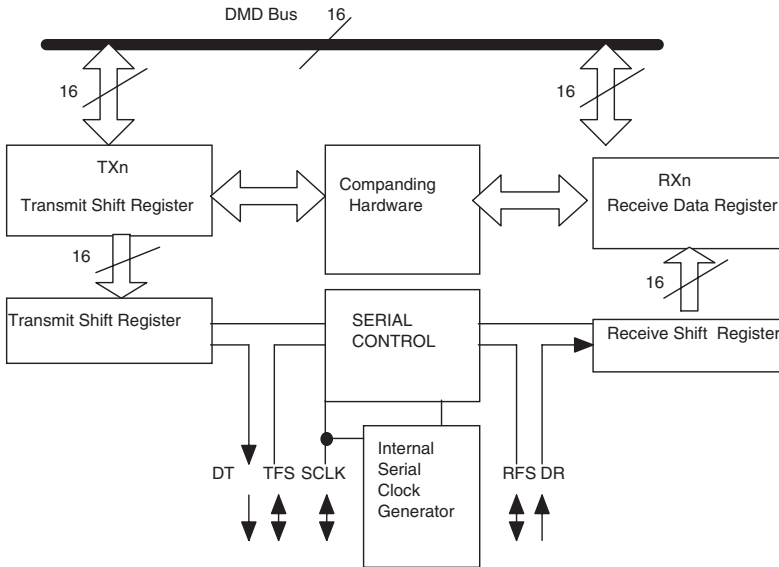 DMD Bus
16
16
16
TXn
Transmit Shift Register
Companding
Hardware
RXn
Receive Data Register
16
16
Transmit Shift Register
SERIAL
CONTROL
Receive Shift Register
DT
TFS
SCLK
Internal
Serial
Clock
Generator
RFS
DR